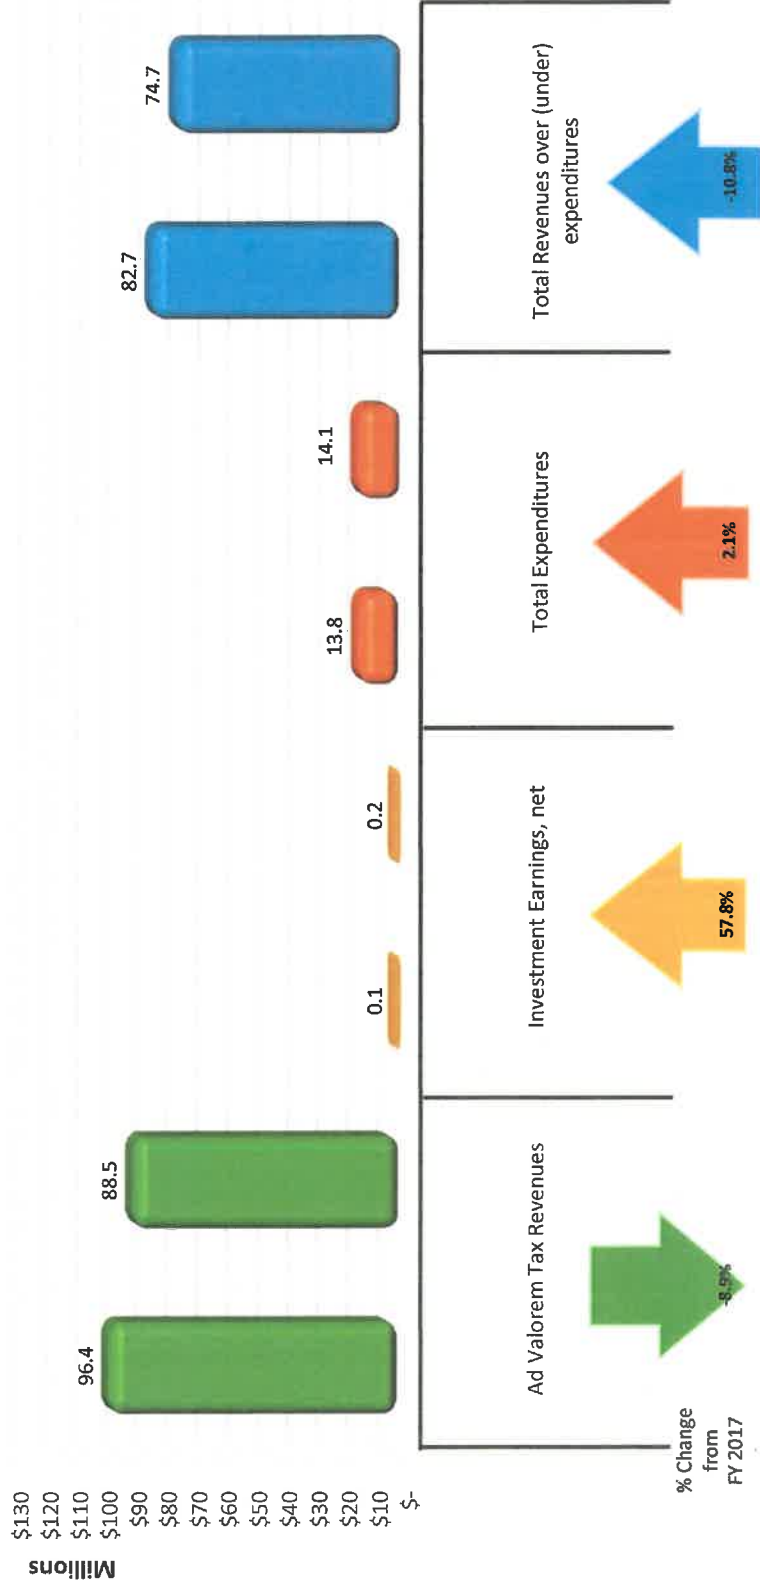 Millions
$130
$120
$110
$100
$90
$80
$70
$60
$50
$40
$30
$20
$10
$-
96.4
88.5
0.1
0.2
13.8
14.1
82.7
74.7
Ad Valorem Tax Revenues
Investment Earnings, net
Total Expenditures
Total Revenues over (under)
expenditures
% Change
from
FY 2017
-8.9%
57.8%
2.1%
-10.8%